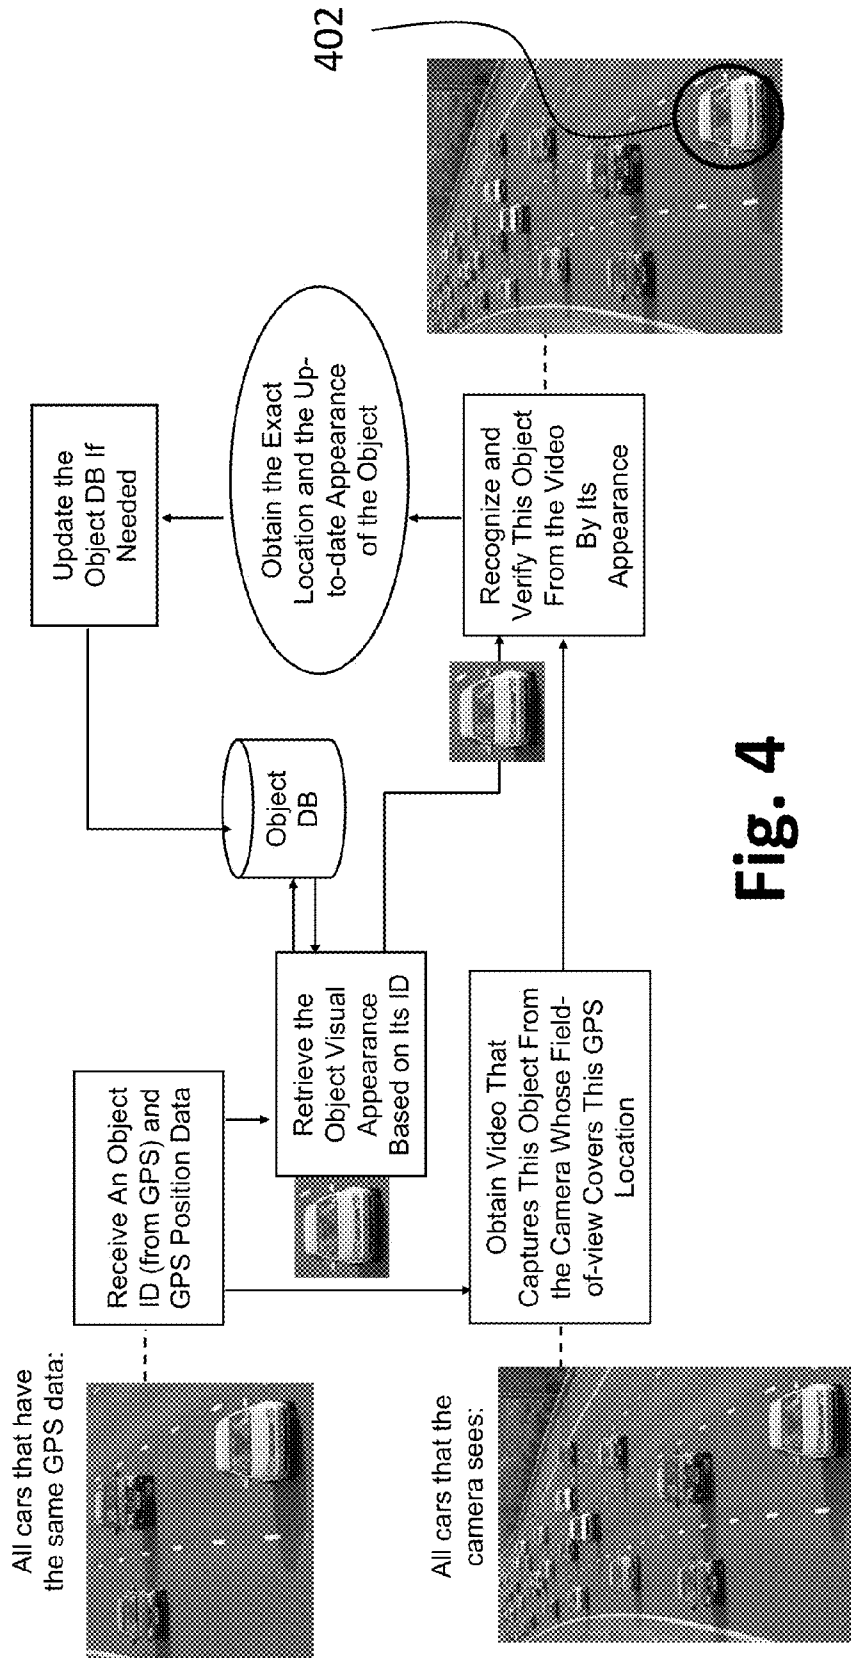 All cars that have
the same GPS data:
Receive An Object
ID (from GPS) and
GPS Position Data
Retrieve the
Object Visual
Appearance
Based on Its ID
Object
DB
Update the
Object DB If
Needed
Obtain the Exact
Location and the Up-
to-date Appearance
of the Object
All cars that the
camera sees:
Obtain Video That
Captures This Object From
the Camera Whose Field-
of-view Covers This GPS
Location
Recognize and
Verify This Object
From the Video
By Its
Appearance
402
Fig. 4